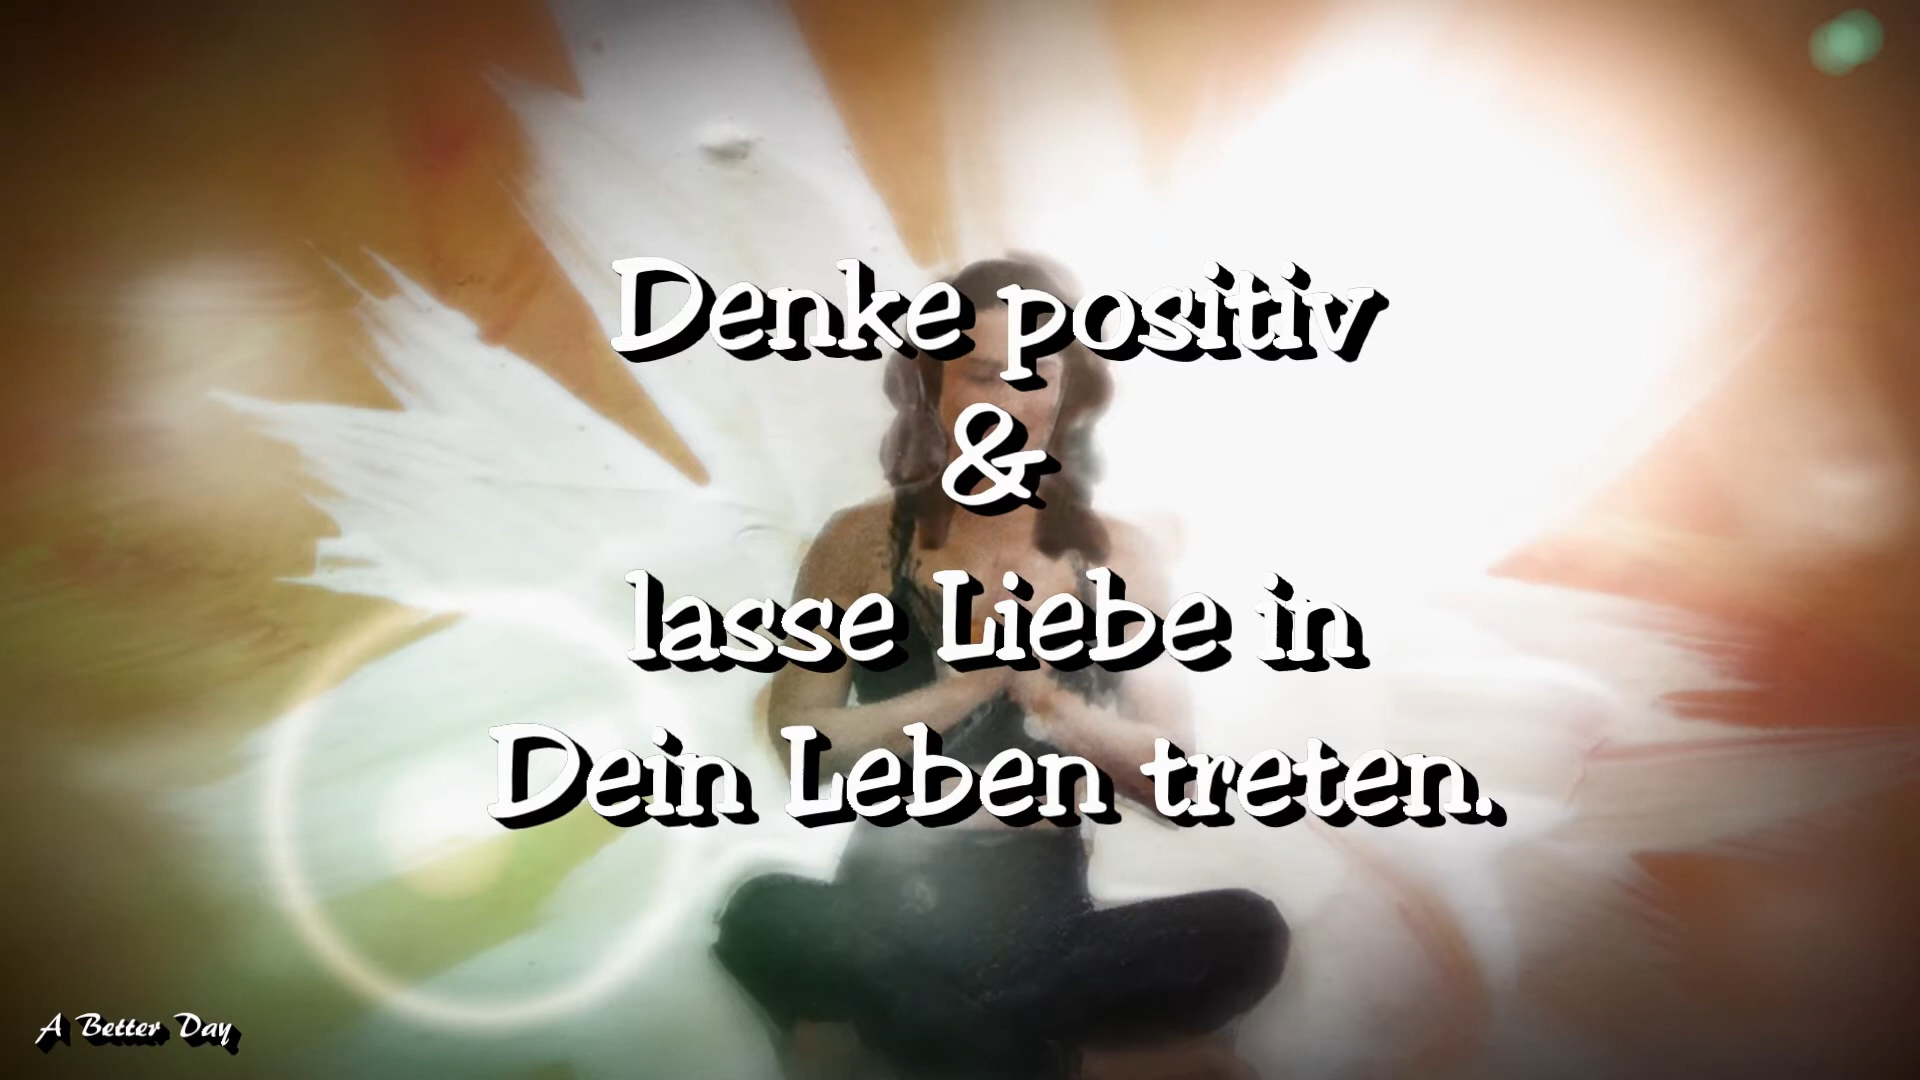 Denke positiv
&
lasse Liebe in
Dein Leben treten.
A Better Day